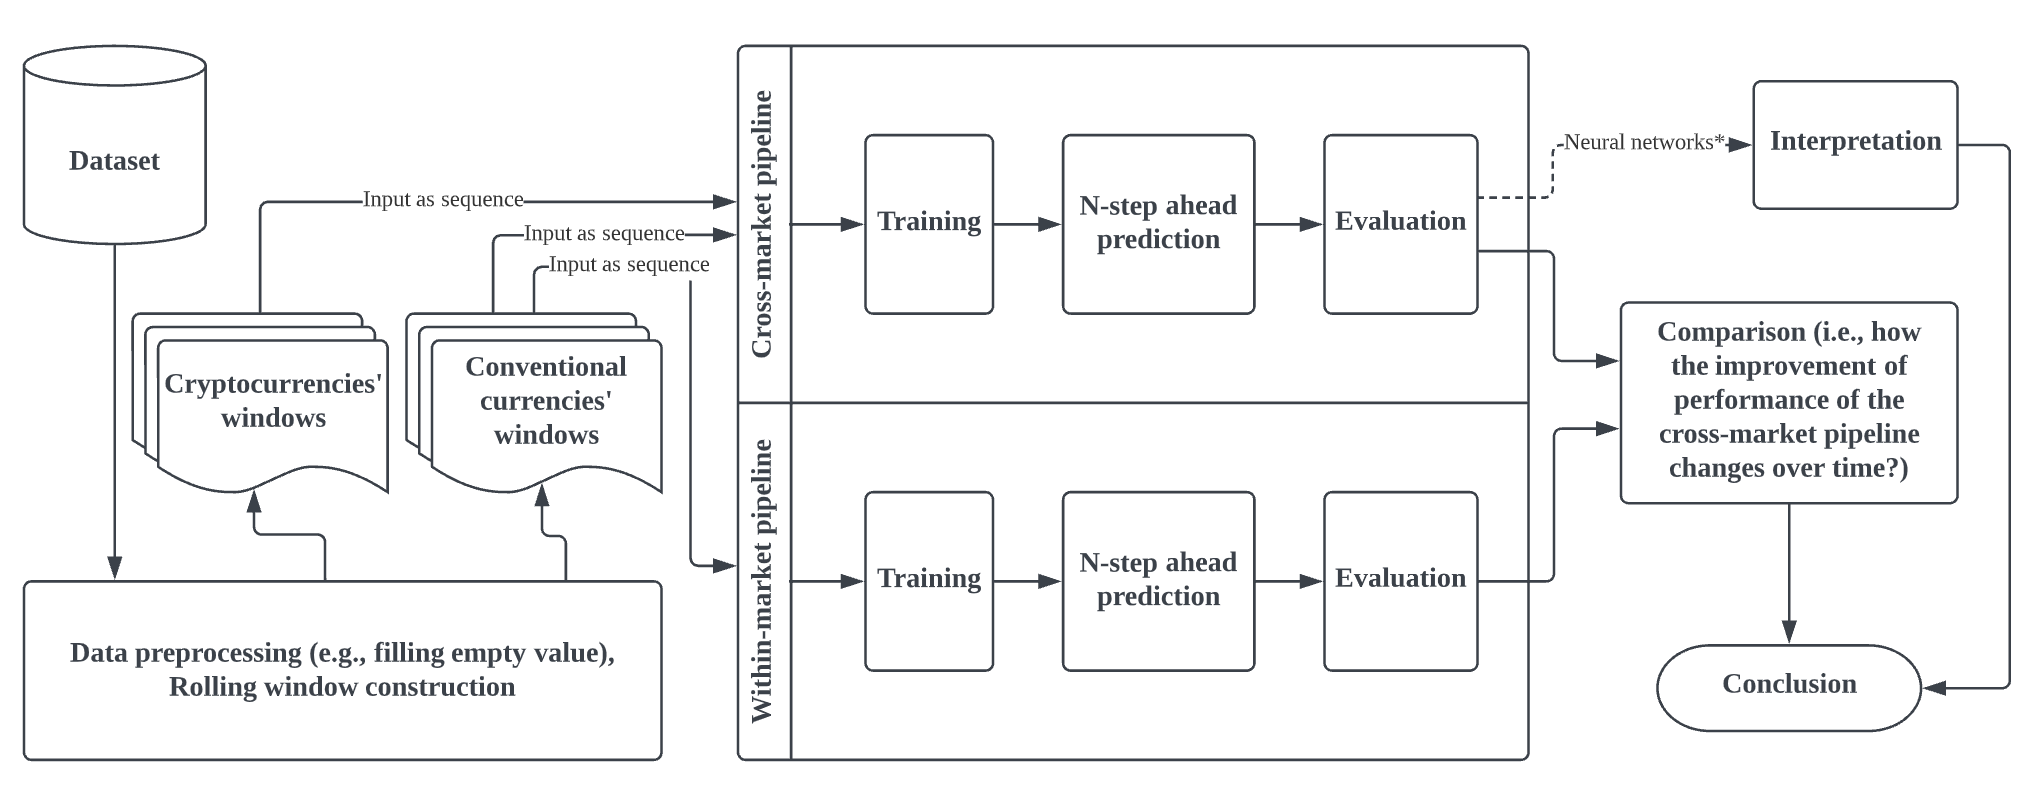 Dataset
Input as sequence
Input as sequence
Input as sequence
Cryptocurrencies'
windows
Conventional
currencies'
windows
Data preprocessing (e.g., filling empty value),
Rolling window construction
Cross-market pipeline
Training
N-step ahead
prediction
Evaluation
Within-market pipeline
Training
N-step ahead
prediction
Evaluation
Neural networks*
Interpretation
Comparison (i.e., how
the improvement of
performance of the
cross-market pipeline
changes over time?)
Conclusion